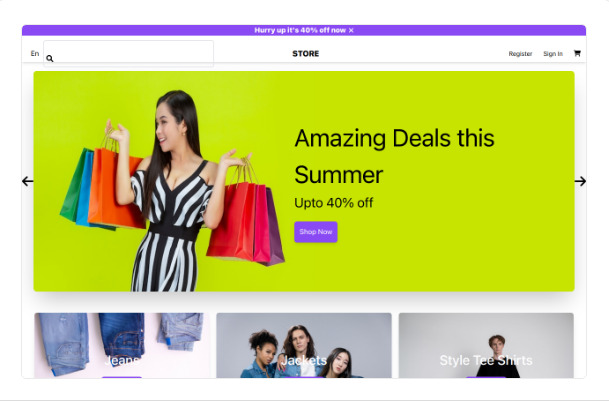 Hurry up it's 40% off now ×
En
STORE
Register Sign In
Amazing Deals this
Summer
Upto 40% off
Shop Now
Jeans
Jackets
Style Tee Shirts